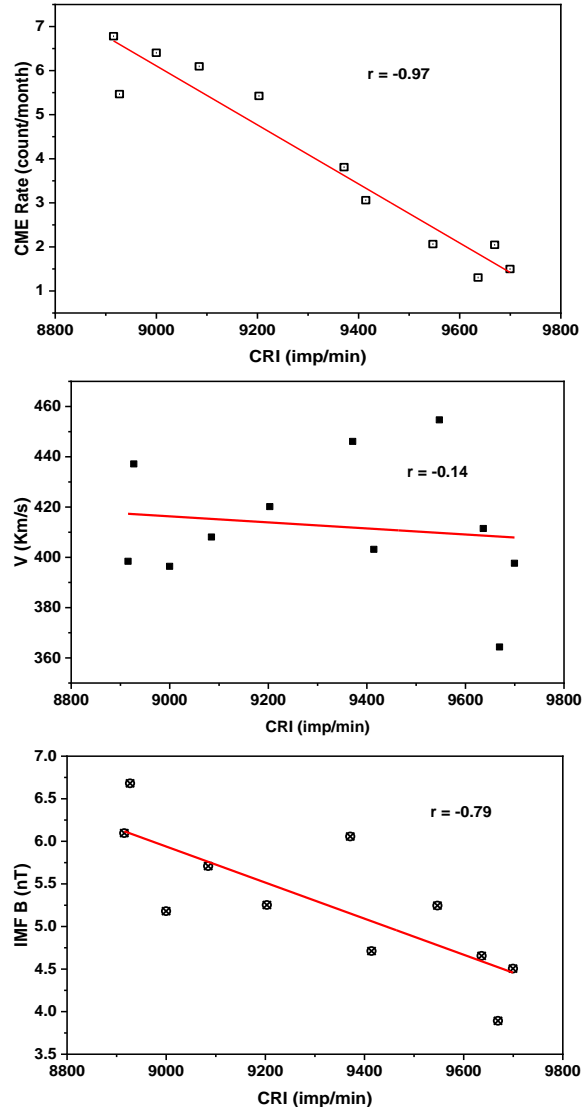 7
6
5
4
3
2
1
CME Rate (count/month)
r = -0.97
8800 9000 9200 9400 9600 9800
CRI (imp/min)
460
440
420
400
380
360
V (Km/s)
r = -0.14
8800 9000 9200 9400 9600 9800
CRI (imp/min)
7.0
6.5
6.0
5.5
5.0
4.5
4.0
3.5
IMF B (nT)
r = -0.79
8800 9000 9200 9400 9600 9800
CRI (imp/min)